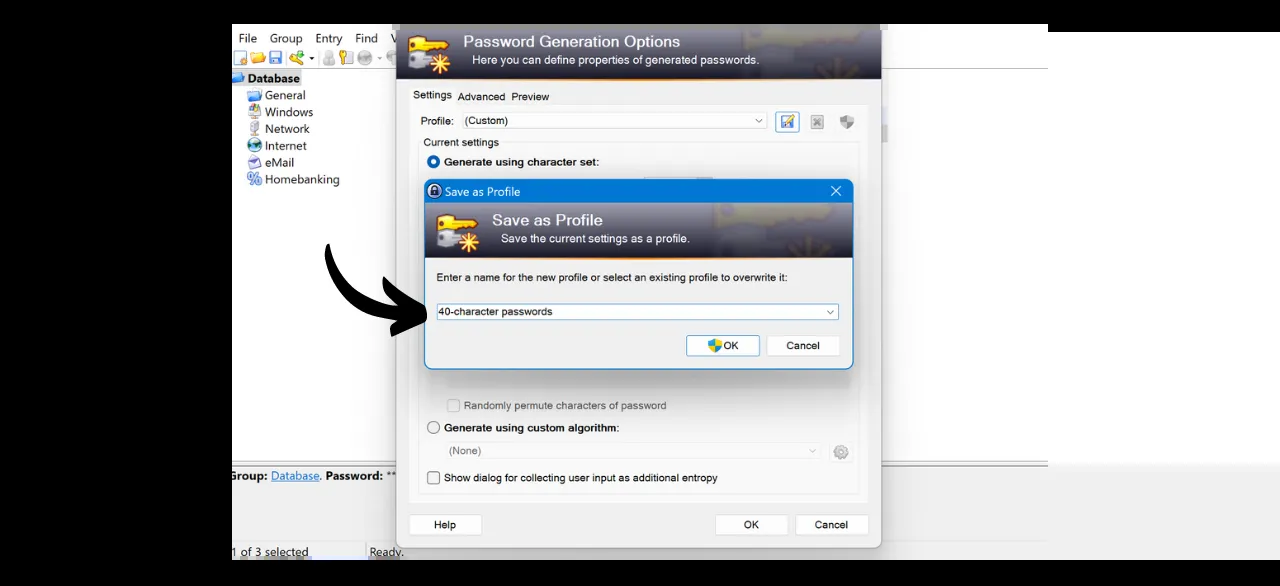 File Group Entry Find
Password Generation Options
Here you can define properties of generated passwords.
Database
General
Windows
Network
Internet
eMail
Homebanking
Settings Advanced Preview
Profile: (Custom)
Current settings
Generate using character set:
Save as Profile
Save as Profile
Save the current settings as a profile.
Enter a name for the new profile or select an existing profile to overwrite it:
40-character passwords
OK Cancel
Randomly permute characters of password
Generate using custom algorithm:
(None)
Show dialog for collecting user input as additional entropy
Help OK Cancel
Group: Database. Password: **
1 of 3 selected Ready.